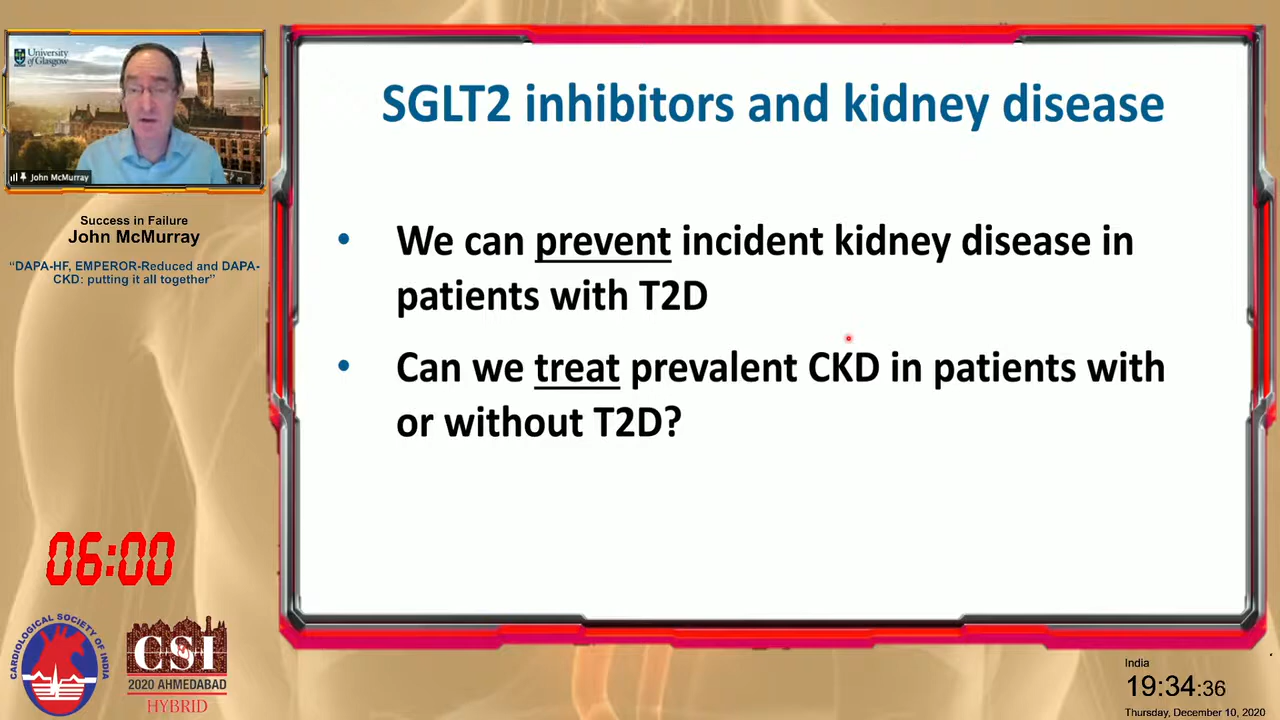 University
of Glasgow
John McMurray
Success in Failure
John McMurray
“DAPA-HF, EMPEROR-Reduced and DAPA-
CKD: putting it all together”
06:00
CARDIOLOGICAL SOCIETY OF INDIA
CSI
2020 AHMEDABAD
HYBRID
SGLT2 inhibitors and kidney disease
• We can prevent incident kidney disease in
patients with T2D
• Can we treat prevalent CKD in patients with
or without T2D?
India
19:34:36
Thursday, December 10, 2020